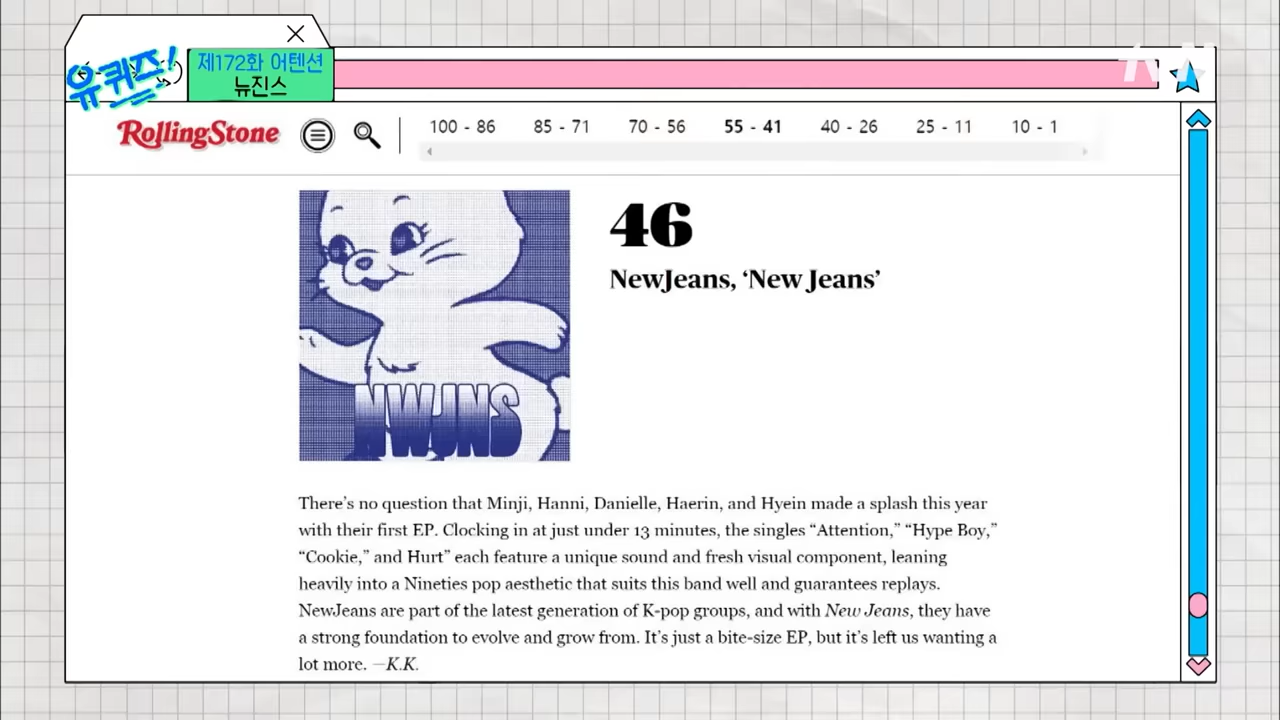 유퀴즈!
제172화 어텐션
뉴진스
RollingStone
100 - 86 85 - 71 70 - 56 55 - 41 40 - 26 25 - 11 10 - 1
46
NewJeans, ‘New Jeans’
NWJNS
There’s no question that Minji, Hanni, Danielle, Haerin, and Hyein made a splash this year
with their first EP. Clocking in at just under 13 minutes, the singles “Attention,” “Hype Boy,”
“Cookie,” and Hurt” each feature a unique sound and fresh visual component, leaning
heavily into a Nineties pop aesthetic that suits this band well and guarantees replays.
NewJeans are part of the latest generation of K-pop groups, and with New Jeans, they have
a strong foundation to evolve and grow from. It’s just a bite-size EP, but it’s left us wanting a
lot more. —K.K.